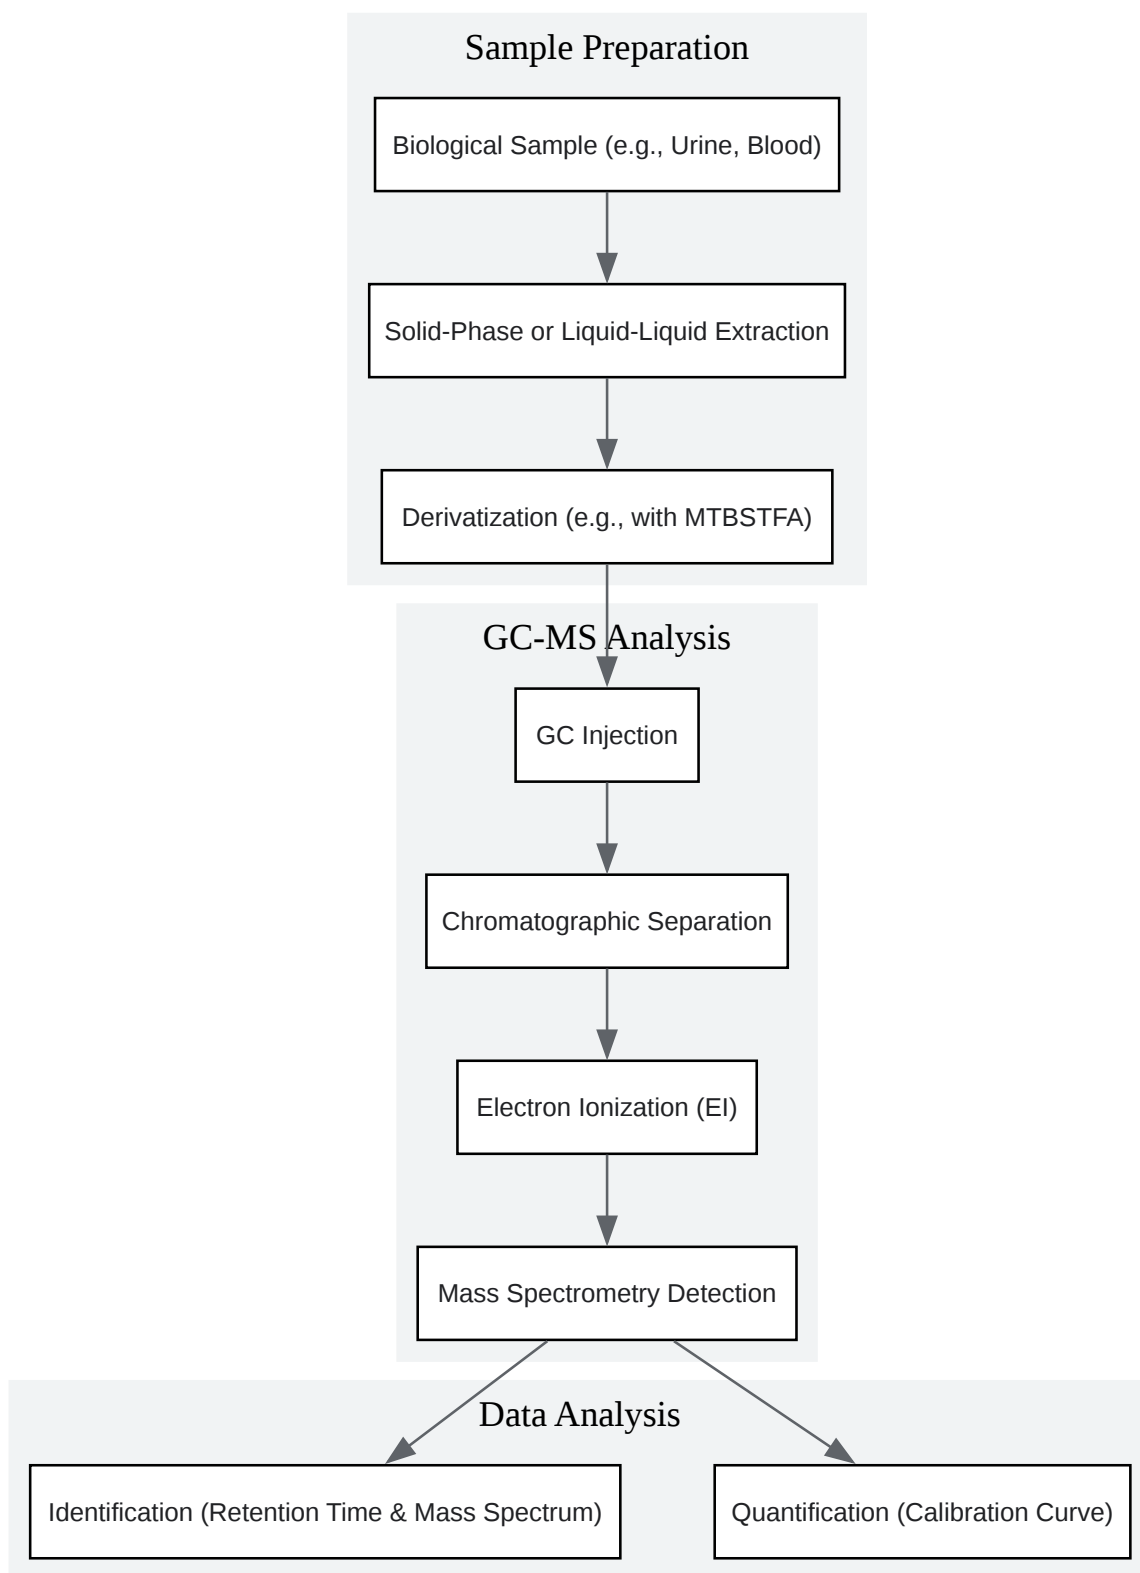 Sample Preparation
Biological Sample (e.g., Urine, Blood)
Solid-Phase or Liquid-Liquid Extraction
Derivatization (e.g., with MTBSTFA)
GC-MS Analysis
GC Injection
Chromatographic Separation
Electron Ionization (EI)
Mass Spectrometry Detection
Data Analysis
Identification (Retention Time & Mass Spectrum)
Quantification (Calibration Curve)